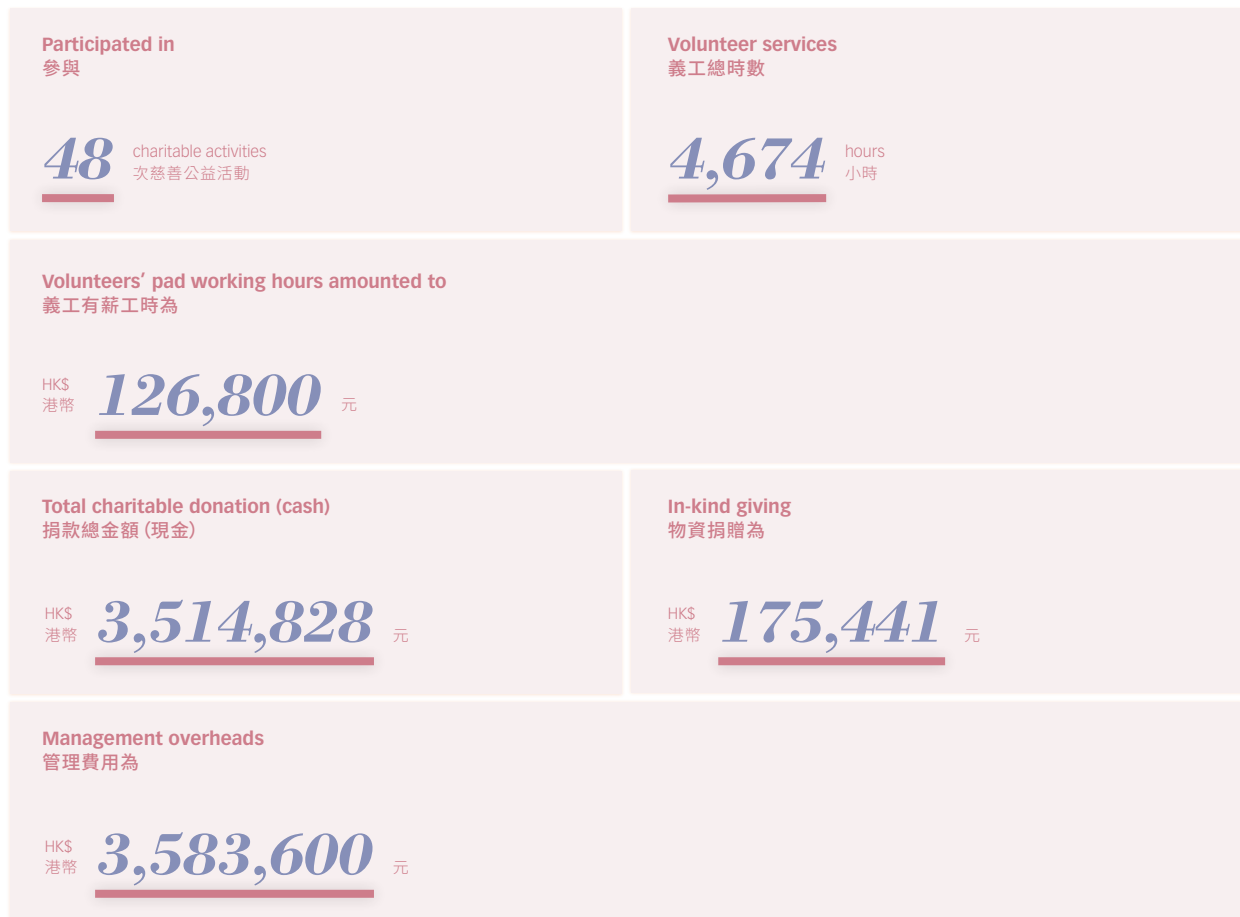 Participated in
參與
48 charitable activities
次慈善公益活動
Volunteer services
義工總時數
4,674 hours
小時
Volunteers’ pad working hours amounted to
義工有薪工時為
HK$
港幣 126,800 元
Total charitable donation (cash)
捐款總金額 (現金)
HK$
港幣 3,514,828 元
In-kind giving
物資捐贈為
HK$
港幣 175,441 元
Management overheads
管理費用為
HK$
港幣 3,583,600 元